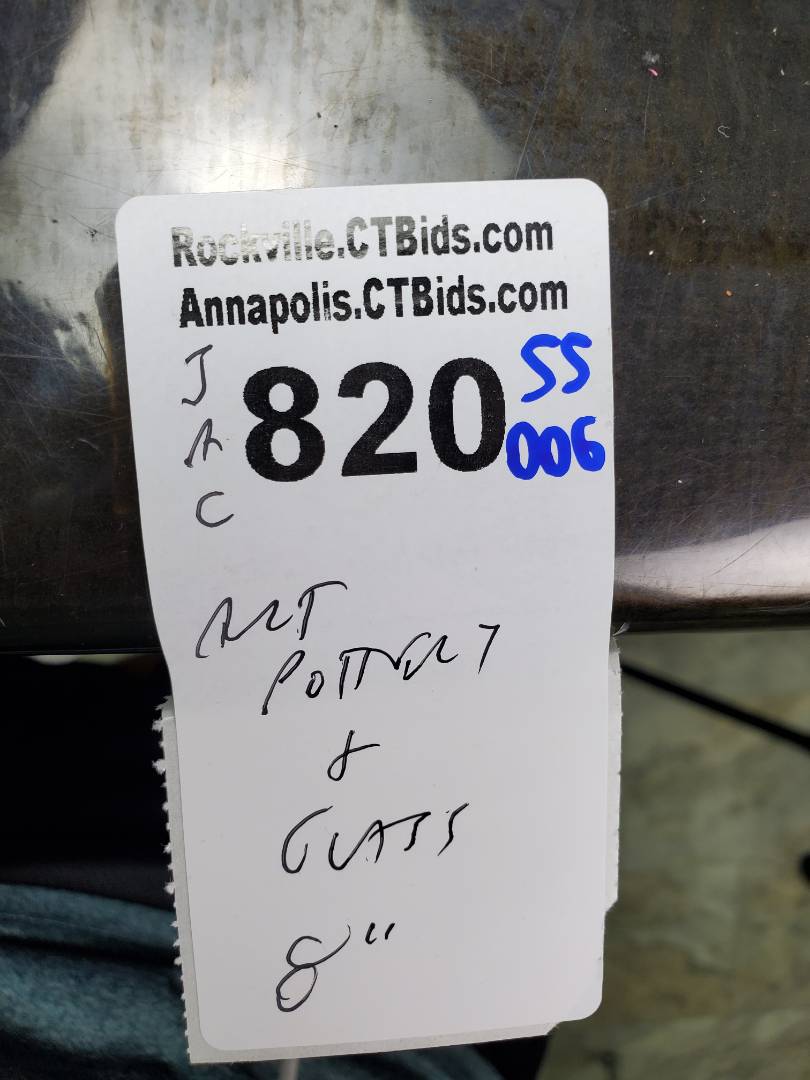 Rockville.CTBids.com
Annapolis.CTBids.com
J
A
C
820
SS
006
ART
POTTERY
&
GLASS
8"